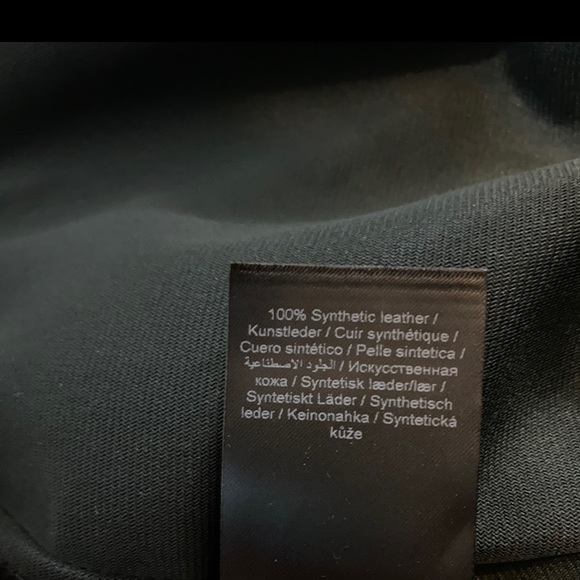 100% Synthetic leather /
Kunstleder / Cuir synthétique /
Cuero sintético / Pelle sintetica /
الجلود الاصطناعية / Искусственная
кожа / Syntetisk læder/lær /
Syntetiskt Läder / Synthetisch
leder / Keinonahka / Syntetická
kůže